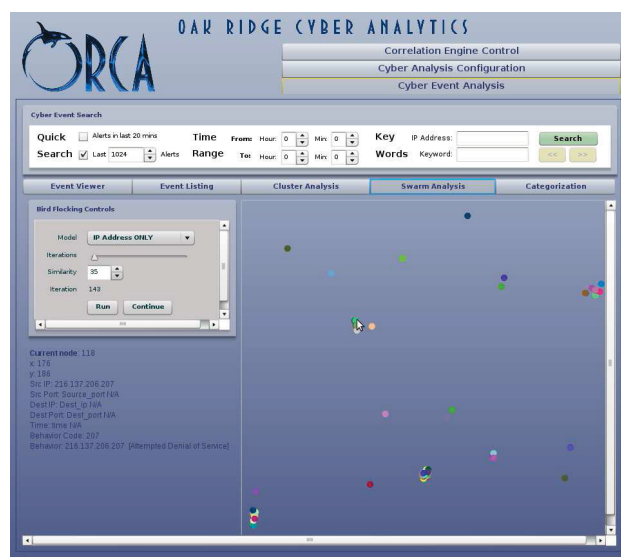 ORCA
OAK RIDGE CYBER ANALYTICS
Correlation Engine Control
Cyber Analysis Configuration
Cyber Event Analysis
Cyber Event Search
Quick Search
Alerts in last 20 mins
Last 1024 Alerts
Time Range
From: Hour: 0 Min: 0
To: Hour: 0 Min: 0
Key Words
IP Address:
Keyword:
Search
<< >>
Event Viewer
Event Listing
Cluster Analysis
Swarm Analysis
Categorization
Bird Flocking Controls
Model IP Address ONLY
Iterations
Similarity 35
Iteration 143
Run Continue
Current node: 118
x: 176
y: 186
Src IP: 216.137.206.207
Src Port: Source_port N/A
Dest IP: Dest_ip N/A
Dest Port: Dest_port N/A
Time: time N/A
Behavior Code: 207
Behavior: 216.137.206.207 [Attempted Denial of Service]